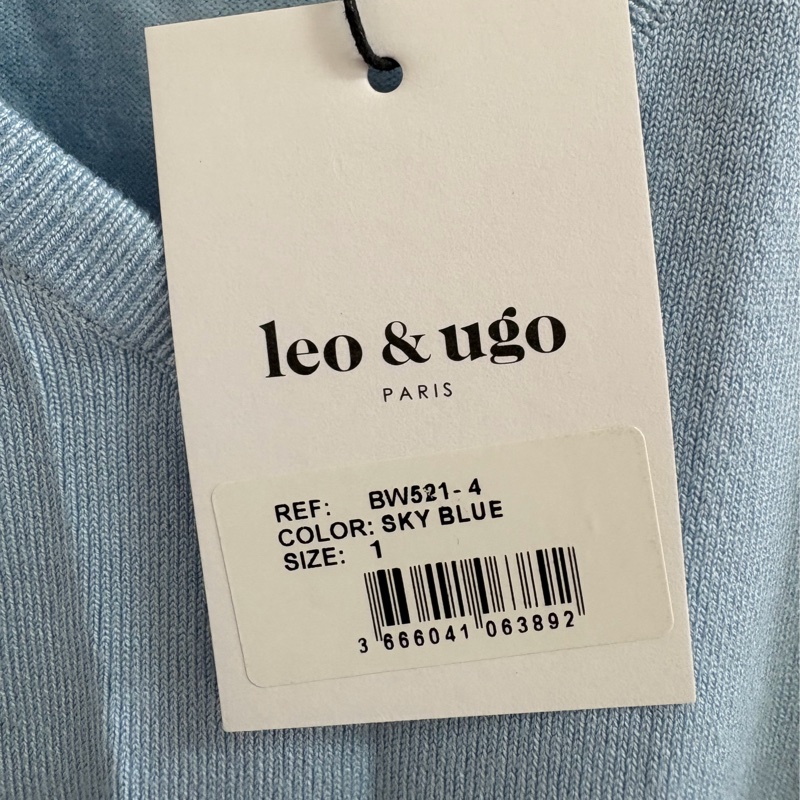 leo & ugo
PARIS
REF: BW521-4
COLOR: SKY BLUE
SIZE: 1
3 666041 063892